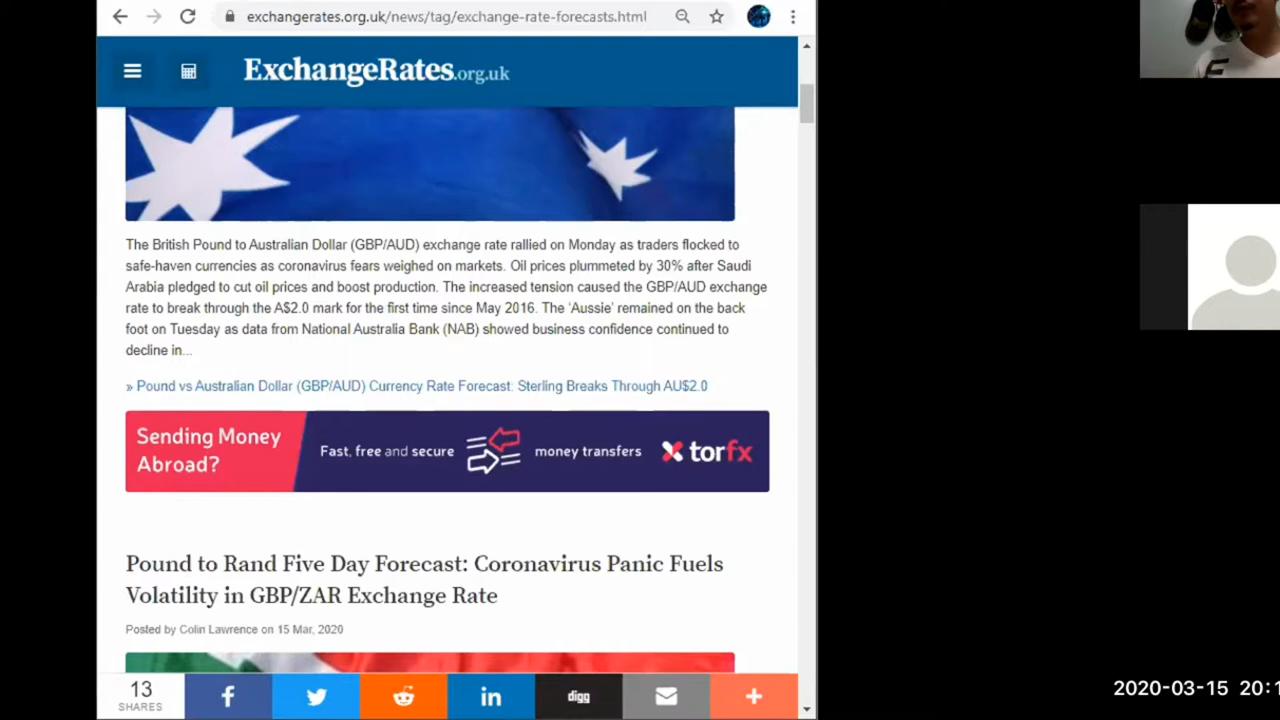 exchangerates.org.uk/news/tag/exchange-rate-forecasts.html
ExchangeRates.org.uk
The British Pound to Australian Dollar (GBP/AUD) exchange rate rallied on Monday as traders flocked to
safe-haven currencies as coronavirus fears weighed on markets. Oil prices plummeted by 30% after Saudi
Arabia pledged to cut oil prices and boost production. The increased tension caused the GBP/AUD exchange
rate to break through the A$2.0 mark for the first time since May 2016. The 'Aussie' remained on the back
foot on Tuesday as data from National Australia Bank (NAB) showed business confidence continued to
decline in...
» Pound vs Australian Dollar (GBP/AUD) Currency Rate Forecast: Sterling Breaks Through AU$2.0
Sending Money
Abroad?
Fast, free and secure
money transfers
torfx
Pound to Rand Five Day Forecast: Coronavirus Panic Fuels
Volatility in GBP/ZAR Exchange Rate
Posted by Colin Lawrence on 15 Mar, 2020
13
SHARES
f
in
digg
2020-03-15 20:1